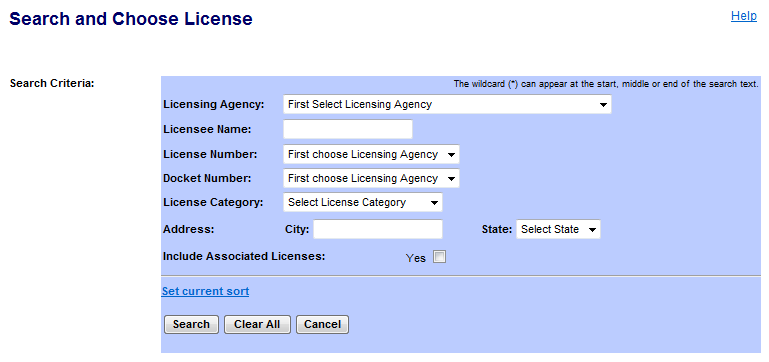 Search and Choose License
Help
Search Criteria:
The wildcard (*) can appear at the start, middle or end of the search text.
Licensing Agency: First Select Licensing Agency
Licensee Name:
License Number: First choose Licensing Agency
Docket Number: First choose Licensing Agency
License Category: Select License Category
Address: City: State: Select State
Include Associated Licenses: Yes
Set current sort
Search Clear All Cancel